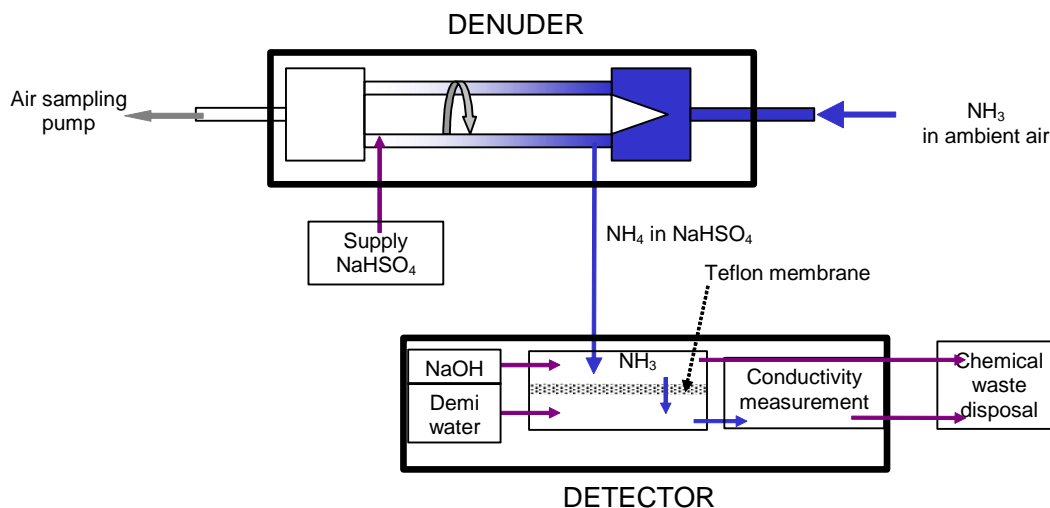 DENUDER
Air sampling
pump
NH₃
in ambient air
Supply
NaHSO₄
NH₄ in NaHSO₄
Teflon membrane
NaOH
Demi
water
NH₃
Conductivity
measurement
Chemical
waste
disposal
DETECTOR